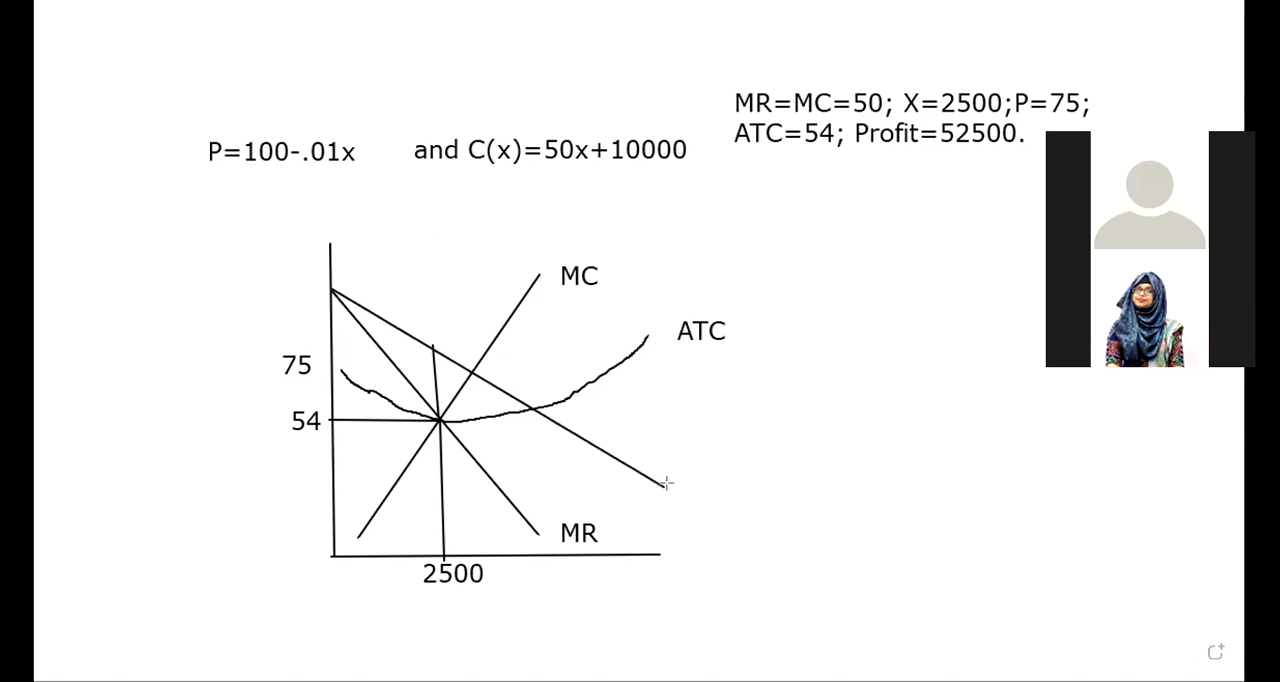 MR=MC=50; X=2500;P=75;
ATC=54; Profit=52500.
P=100-.01x and C(x)=50x+10000
MC
ATC
75
54
MR
2500